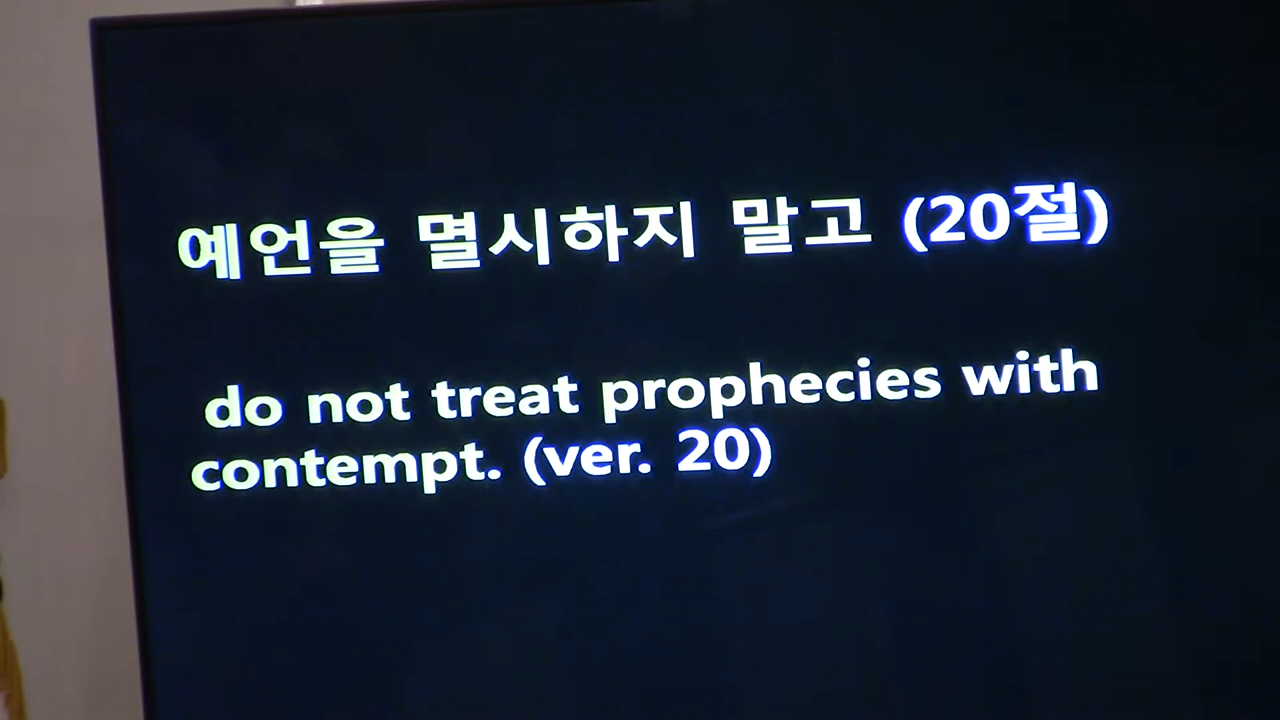 예언을 멸시하지 말고 (20절)
do not treat prophecies with
contempt. (ver. 20)